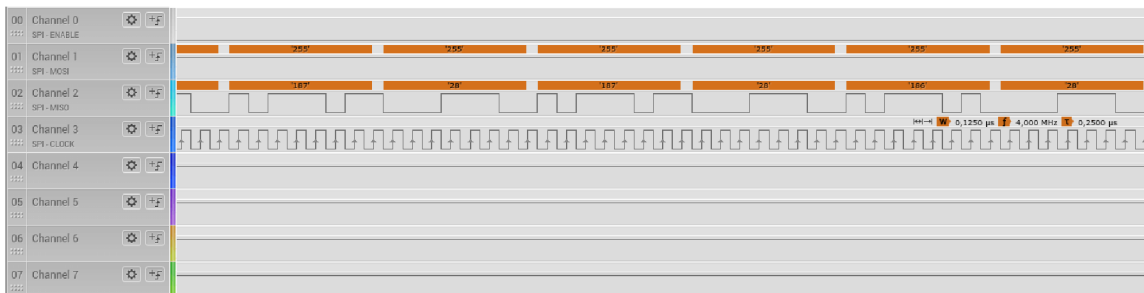 00 Channel 0
SPI - ENABLE
01 Channel 1
SPI - MOSI
'255' '255' '255' '255' '255' '255'
02 Channel 2
SPI - MISO
'187' '28' '187' '28' '186' '28'
03 Channel 3
SPI - CLOCK
W 0,1250 µs f 4,000 MHz T 0,2500 µs
04 Channel 4
05 Channel 5
06 Channel 6
07 Channel 7